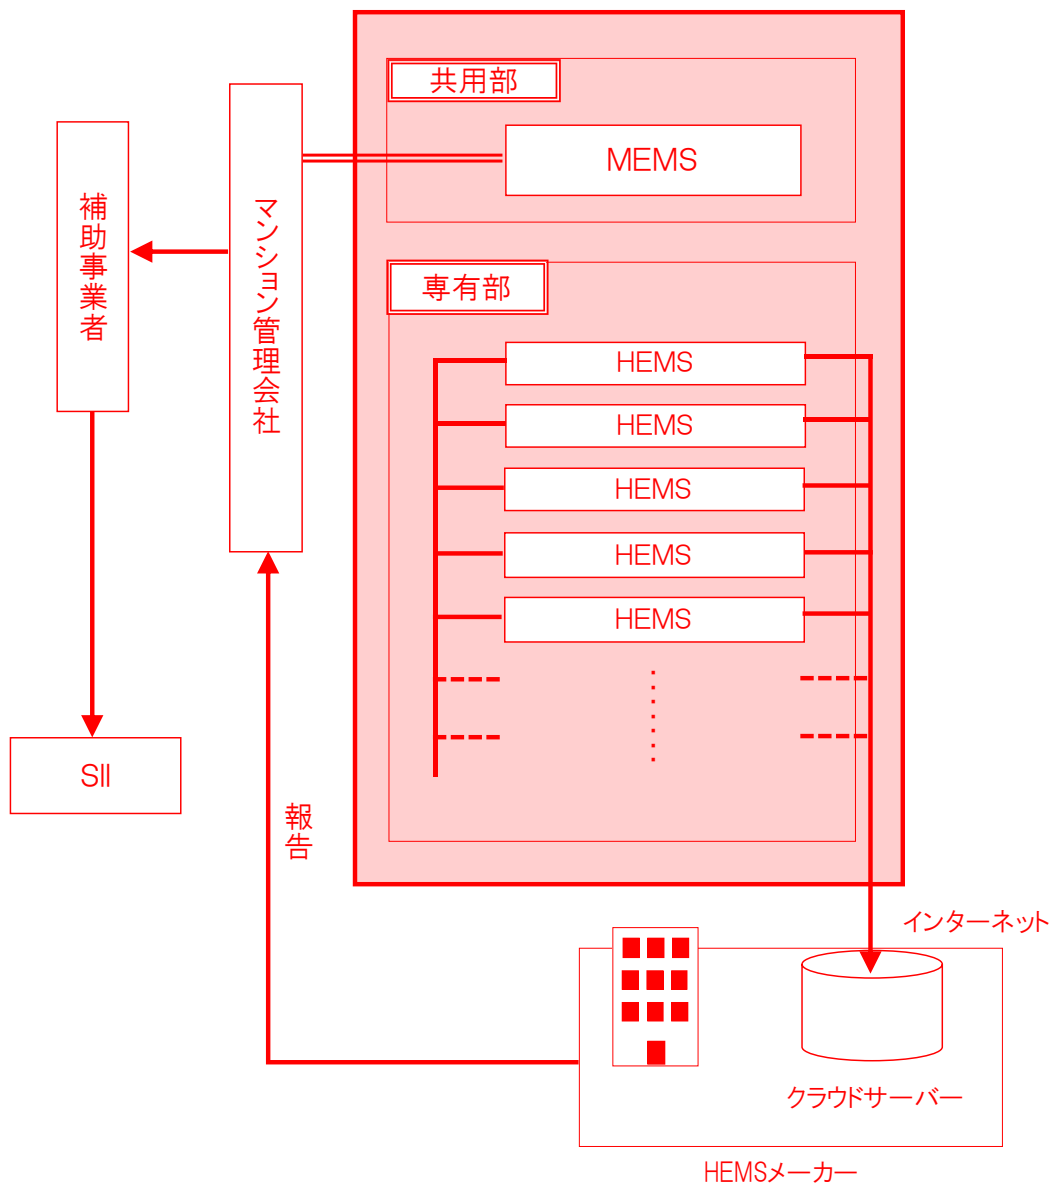 共用部
MEMS
補助事業者
マンション管理会社
専有部
HEMS
HEMS
HEMS
HEMS
HEMS
SII
報告
インターネット
クラウドサーバー
HEMSメーカー